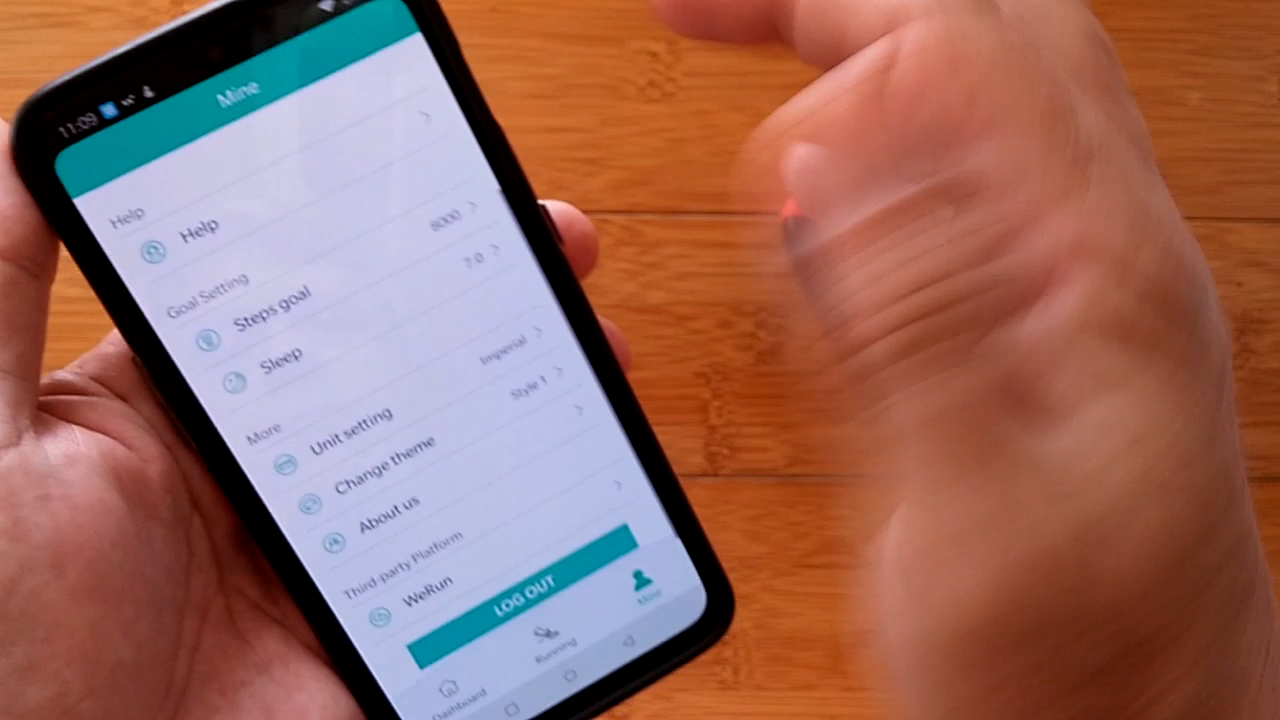 11:09
Mine
Help
Help
Goal Setting
Steps goal 8000
Sleep 7.0
More
Unit setting Imperial
Change theme Style 1
About us
Third-party Platform
WeRun
LOG OUT
Dashboard Running Mine